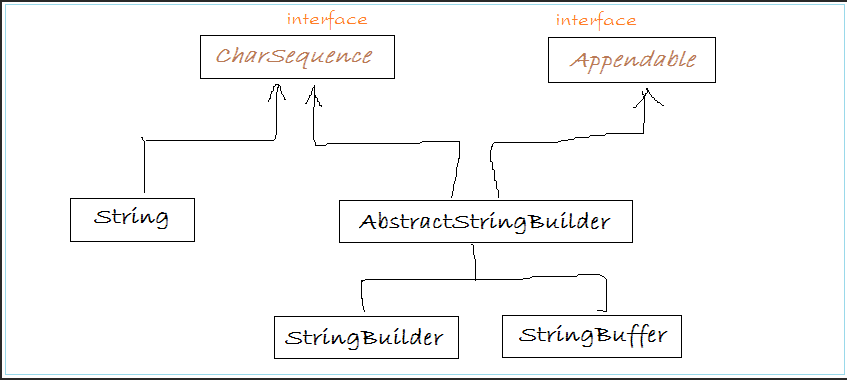 interface
interface
CharSequence
Appendable
String
AbstractStringBuilder
StringBuilder
StringBuffer